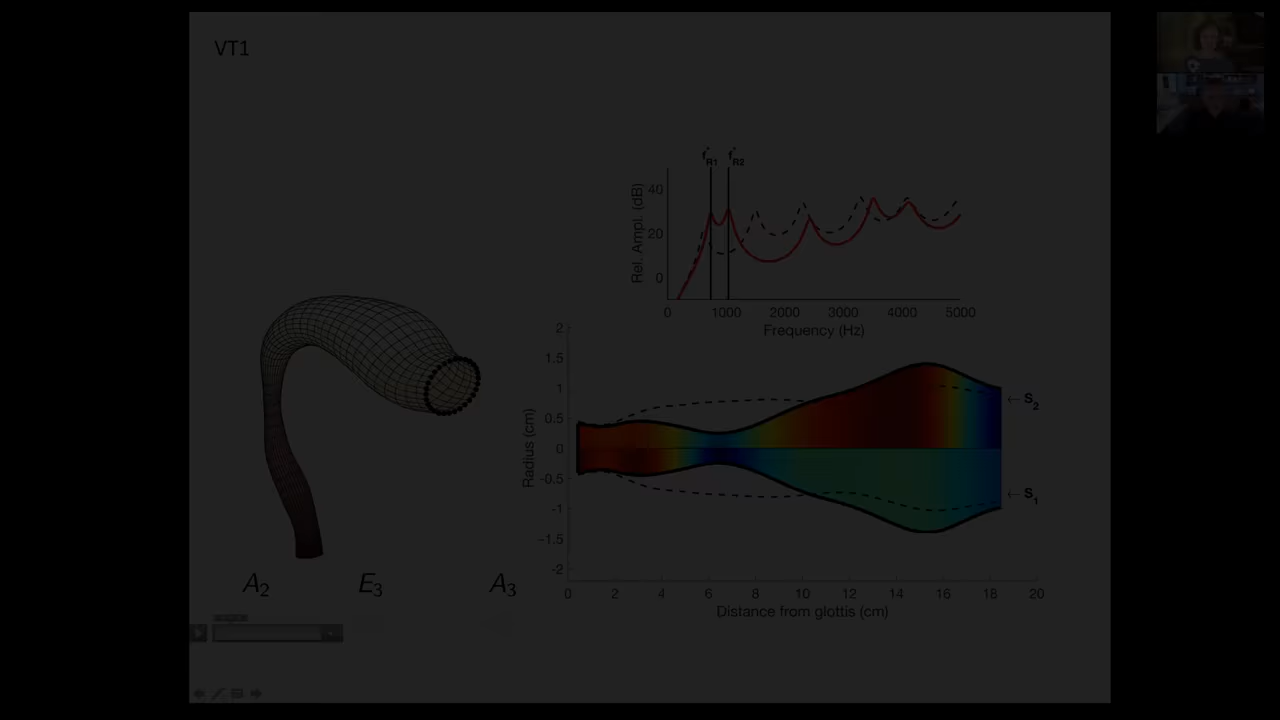 VT1
f*R1 f*R2
Rel. Ampl. (dB)
40
20
0
0 1000 2000 3000 4000 5000
Frequency (Hz)
Radius (cm)
2
1.5
1
0.5
0
-0.5
-1
-1.5
-2
← S2
← S1
0 2 4 6 8 10 12 14 16 18 20
Distance from glottis (cm)
A2 E3 A3